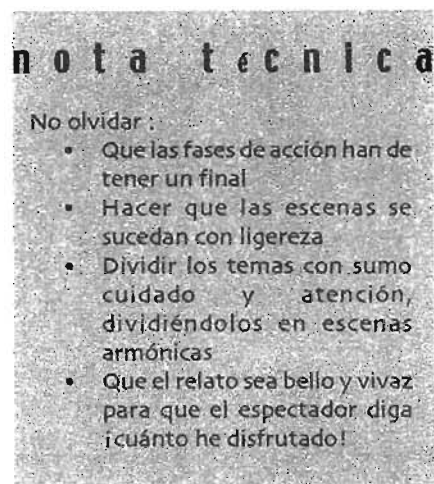 nota técnica
No olvidar :
• Que las fases de acción han de
tener un final
• Hacer que las escenas se
sucedan con ligereza
• Dividir los temas con sumo
cuidado y atención,
dividiéndolos en escenas
armónicas
• Que el relato sea bello y vivaz
para que el espectador diga
¡cuánto he disfrutado!